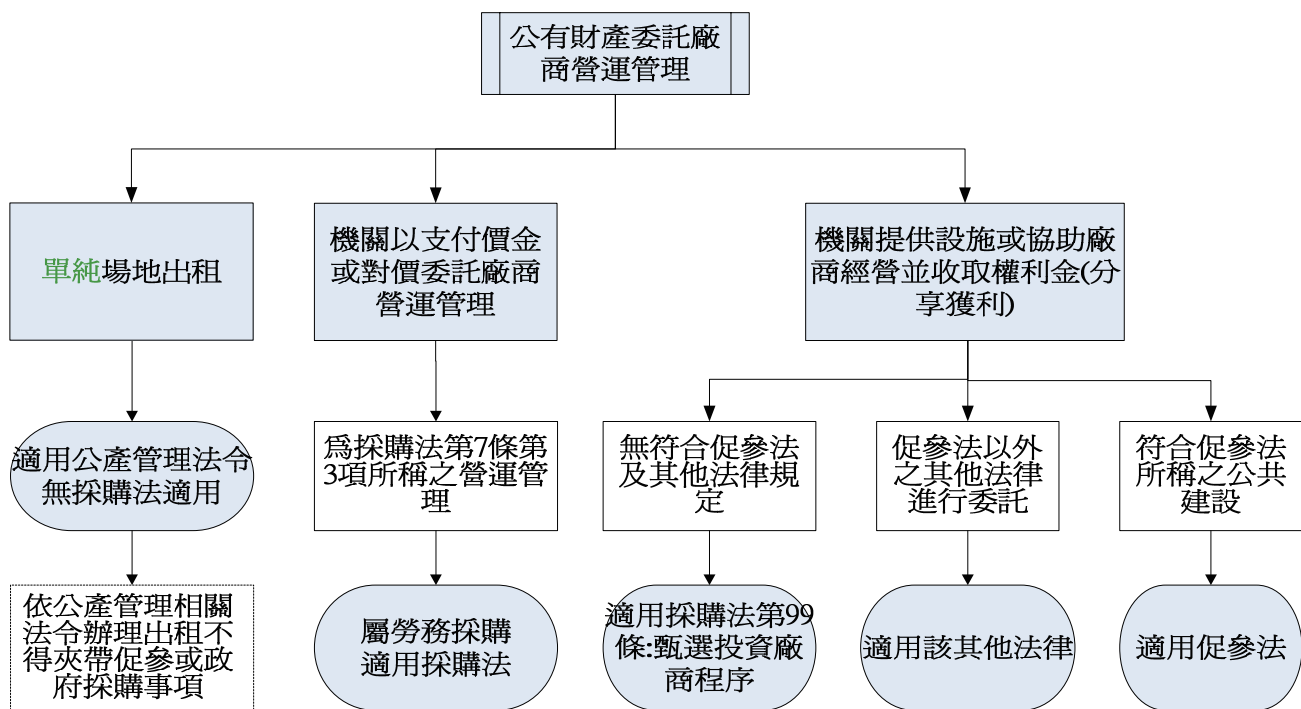 公有財產委託廠
商營運管理
單純場地出租
機關以支付價金
或對價委託廠商
營運管理
機關提供設施或協助廠
商經營並收取權利金(分
享獲利)
適用公產管理法令
無採購法適用
為採購法第7條第
3項所稱之營運管
理
無符合促參法
及其他法律規
定
促參法以外
之其他法律
進行委託
符合促參法
所稱之公共
建設
依公產管理相關
法令辦理出租不
得夾帶促參或政
府採購事項
屬勞務採購
適用採購法
適用採購法第99
條:甄選投資廠
商程序
適用該其他法律
適用促參法